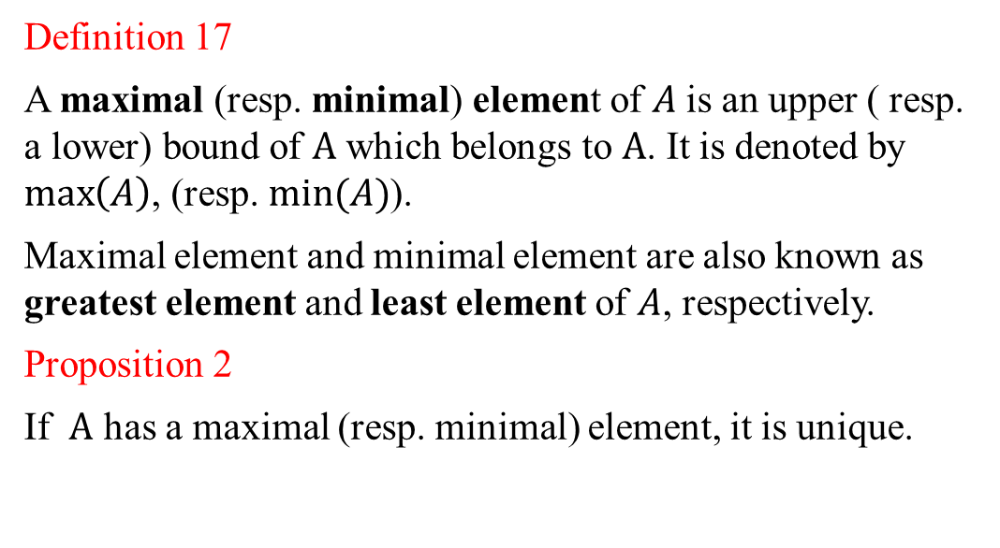 Definition 17
A maximal (resp. minimal) element of A is an upper ( resp.
a lower) bound of A which belongs to A. It is denoted by
max(A), (resp. min(A)).
Maximal element and minimal element are also known as
greatest element and least element of A, respectively.
Proposition 2
If A has a maximal (resp. minimal) element, it is unique.